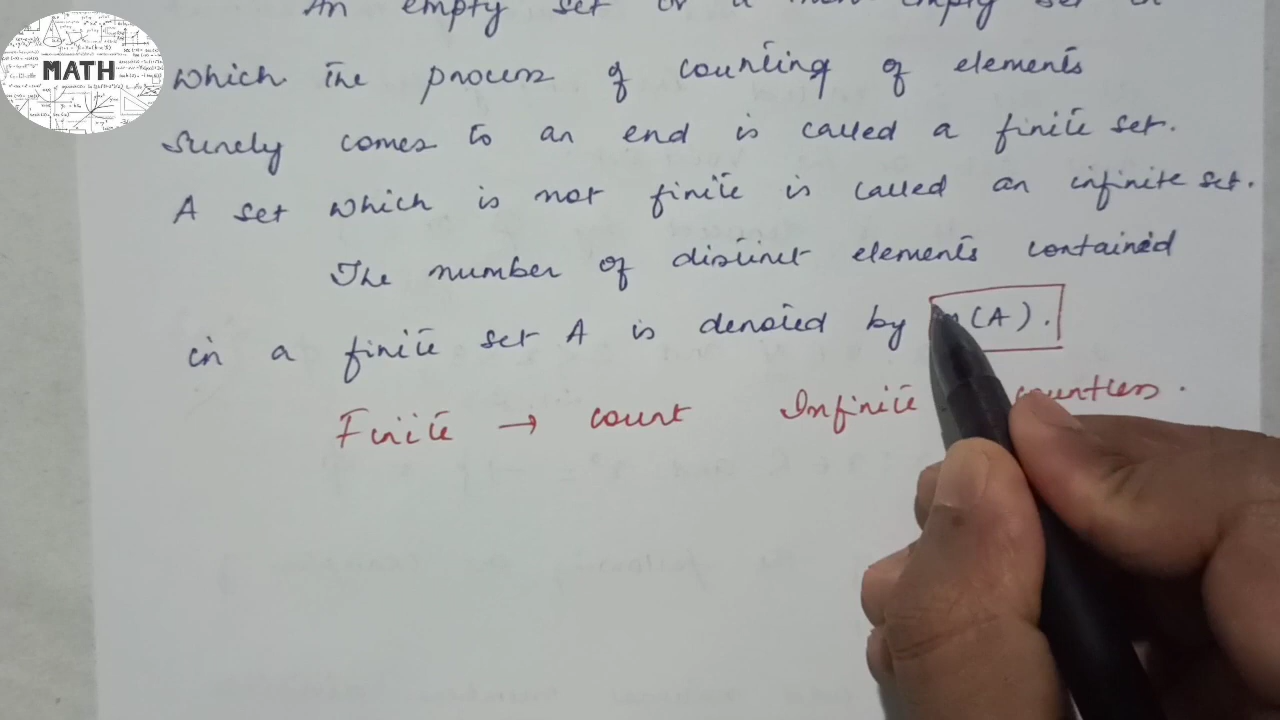 MATH
An empty set or a non empty set in
which the process of counting of elements
surely comes to an end is called a finite set.
A set which is not finite is called an infinite set.
The number of distinct elements contained
in a finite set A is denoted by n(A).
Finite → count Infinite countless.